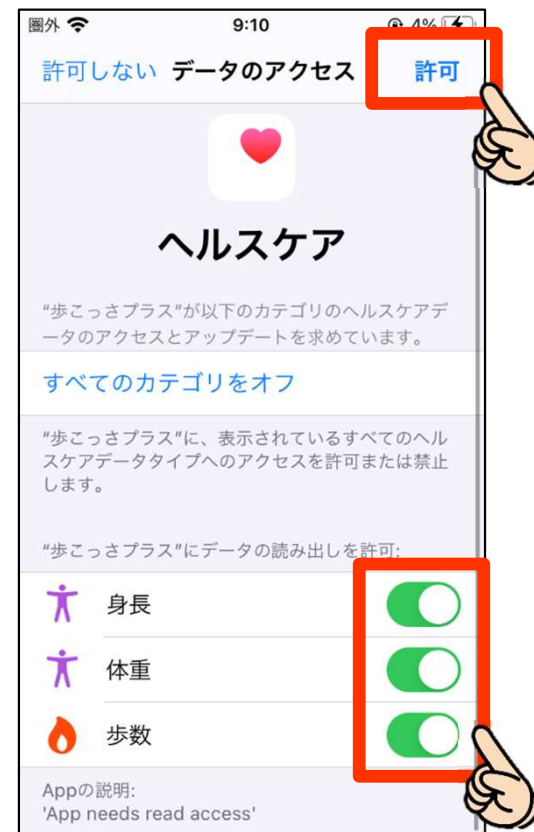 圏外 9:10 4%
許可しない データのアクセス 許可
ヘルスケア
“歩こっさプラス”が以下のカテゴリのヘルスケアデ
ータのアクセスとアップデートを求めています。
すべてのカテゴリをオフ
“歩こっさプラス”に、表示されているすべてのヘル
スケアデータタイプへのアクセスを許可または禁止
します。
“歩こっさプラス”にデータの読み出しを許可:
身長
体重
歩数
Appの説明:
'App needs read access'